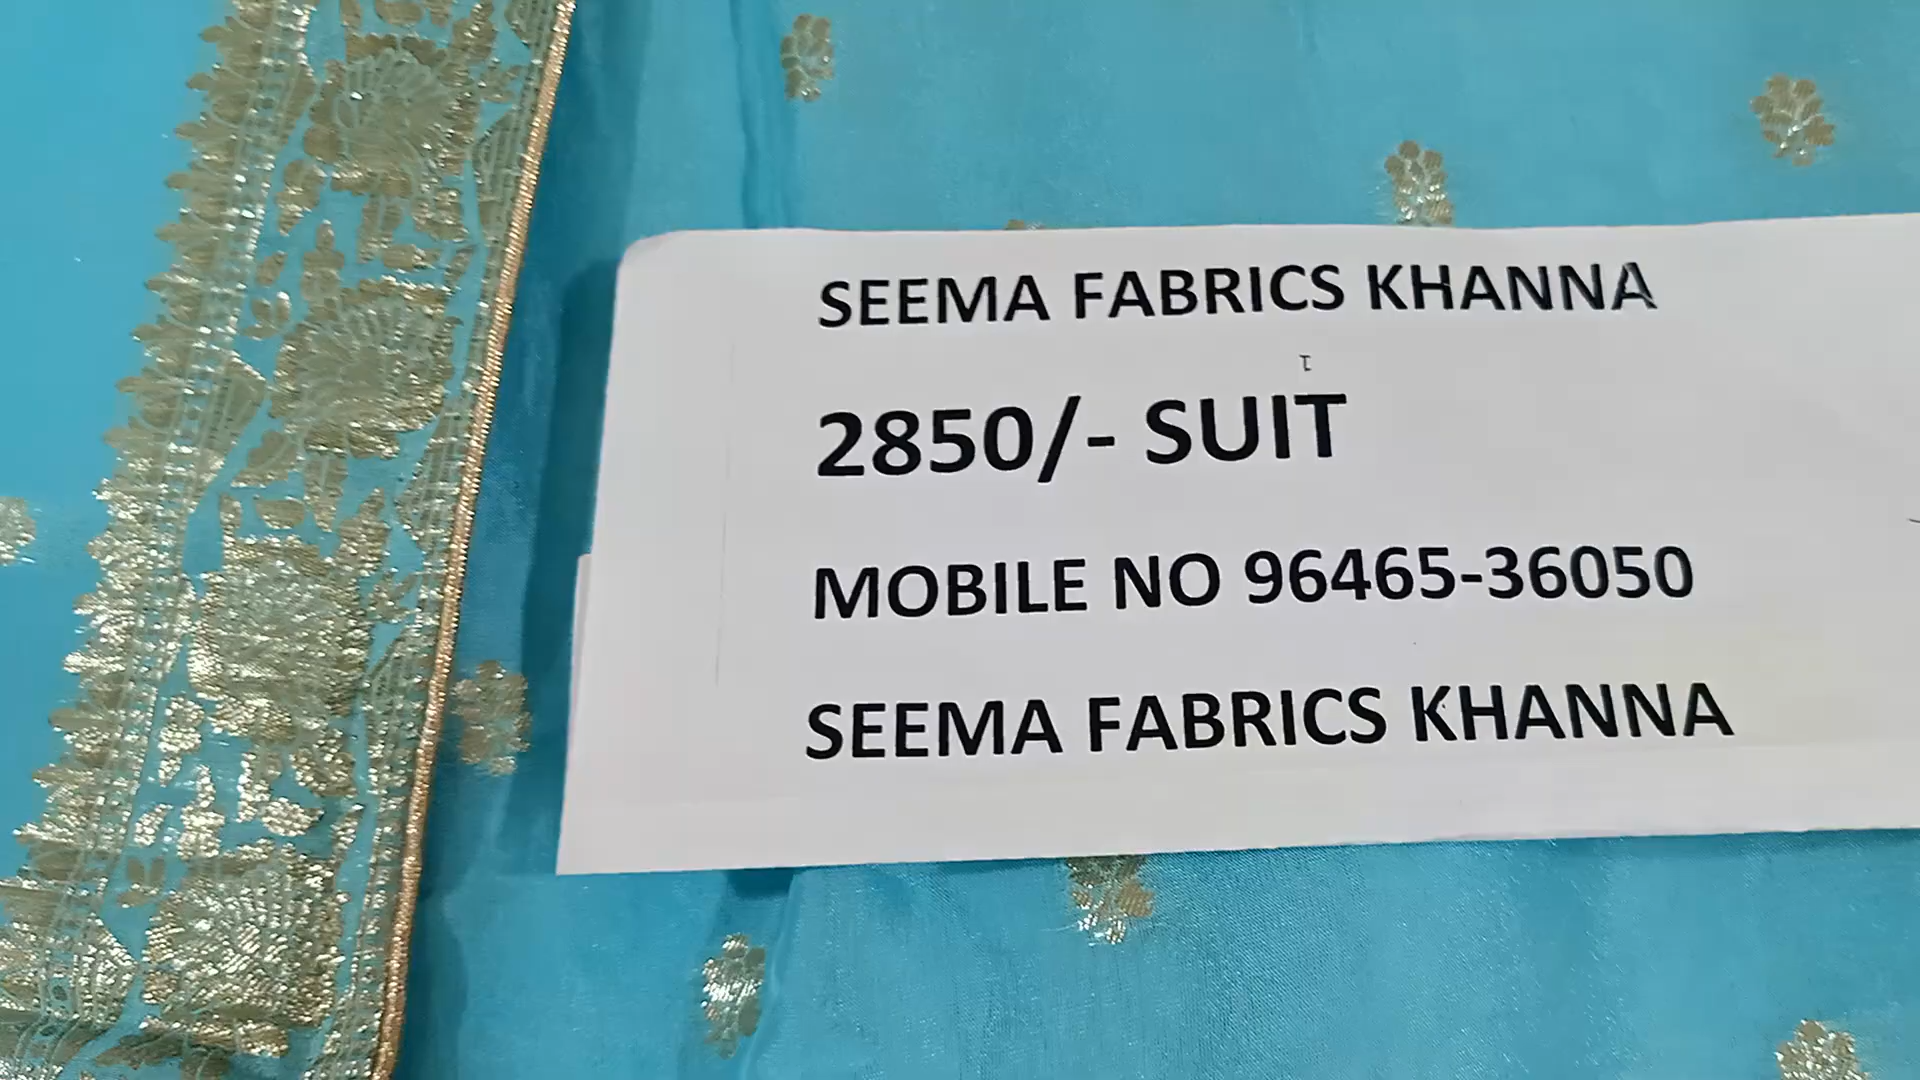 SEEMA FABRICS KHANNA
2850/- SUIT
MOBILE NO 96465-36050
SEEMA FABRICS KHANNA